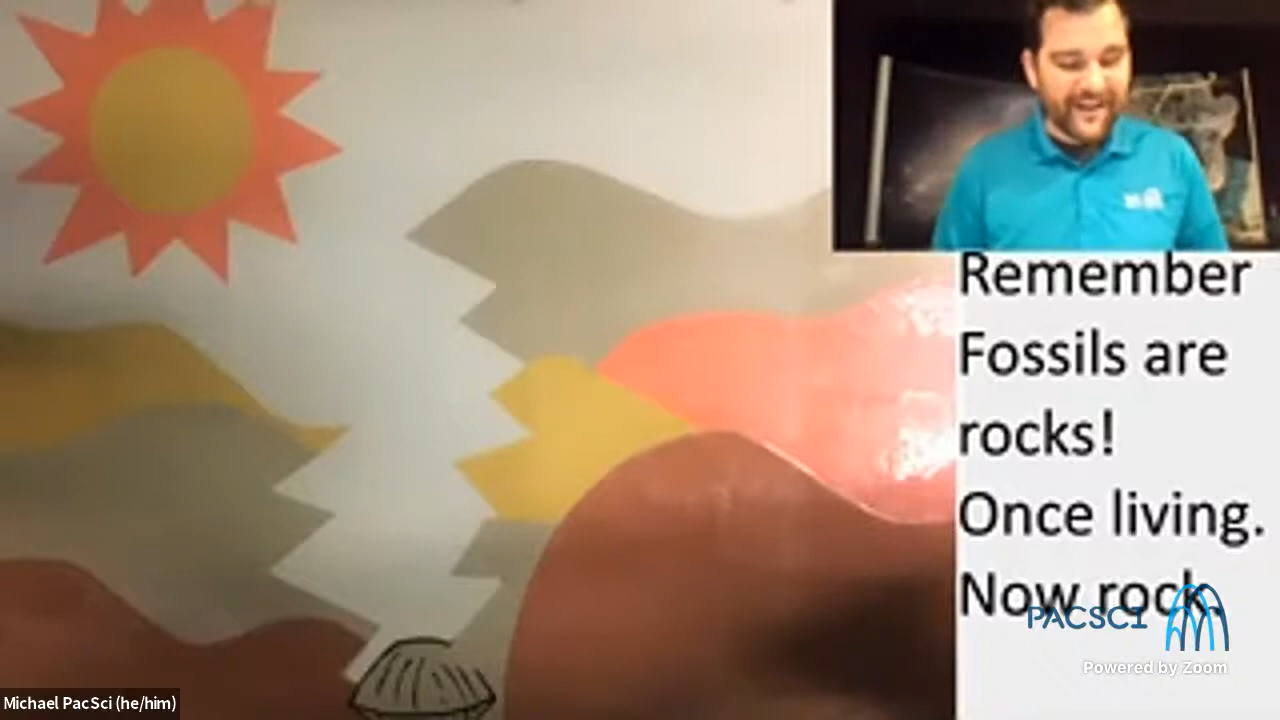 Remember
Fossils are
rocks!
Once living.
Now rock.
PACSCI
Powered by Zoom
Michael PacSci (he/him)